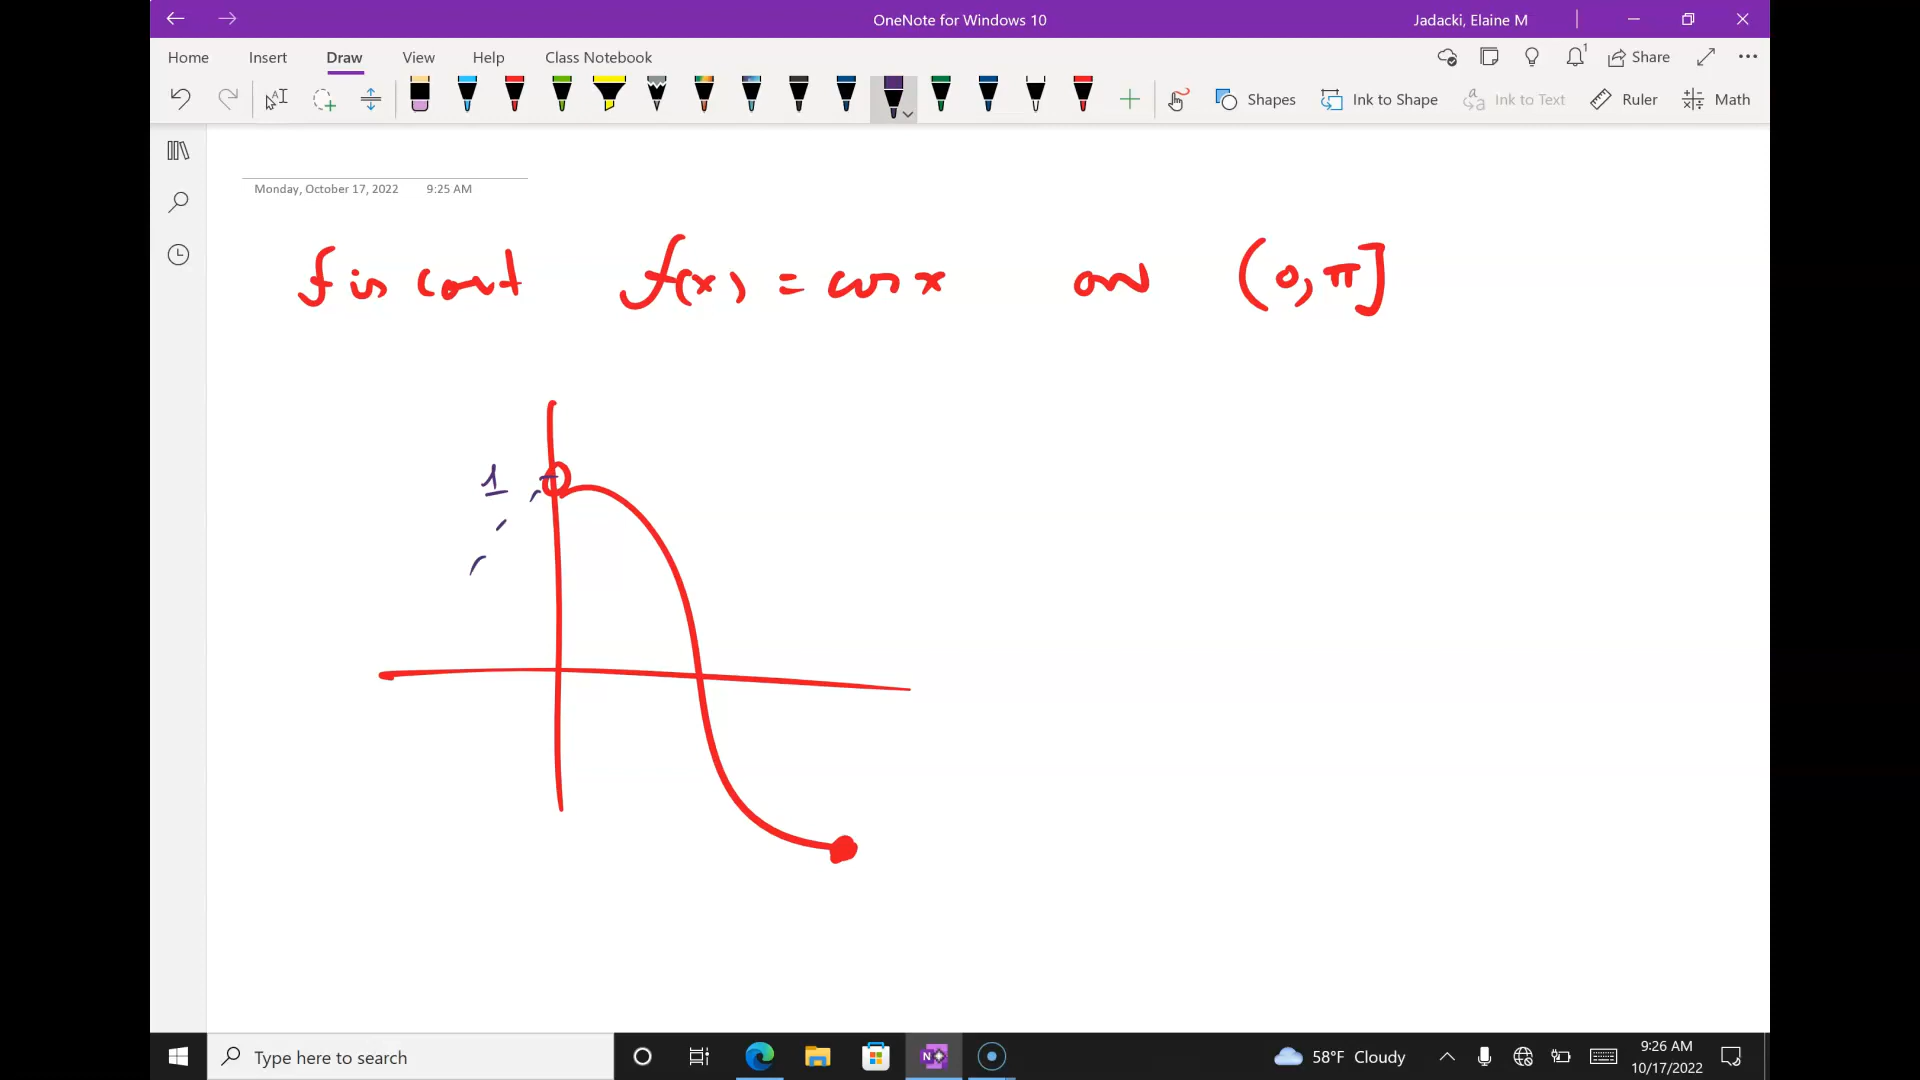 OneNote for Windows 10
Jadacki, Elaine M
Home Insert Draw View Help Class Notebook
1
Share
Shapes Ink to Shape Ink to Text Ruler Math
Monday, October 17, 2022 9:25 AM
f is cont f(x) = cos x on (0, π]
1
Type here to search
58°F Cloudy
9:26 AM
10/17/2022